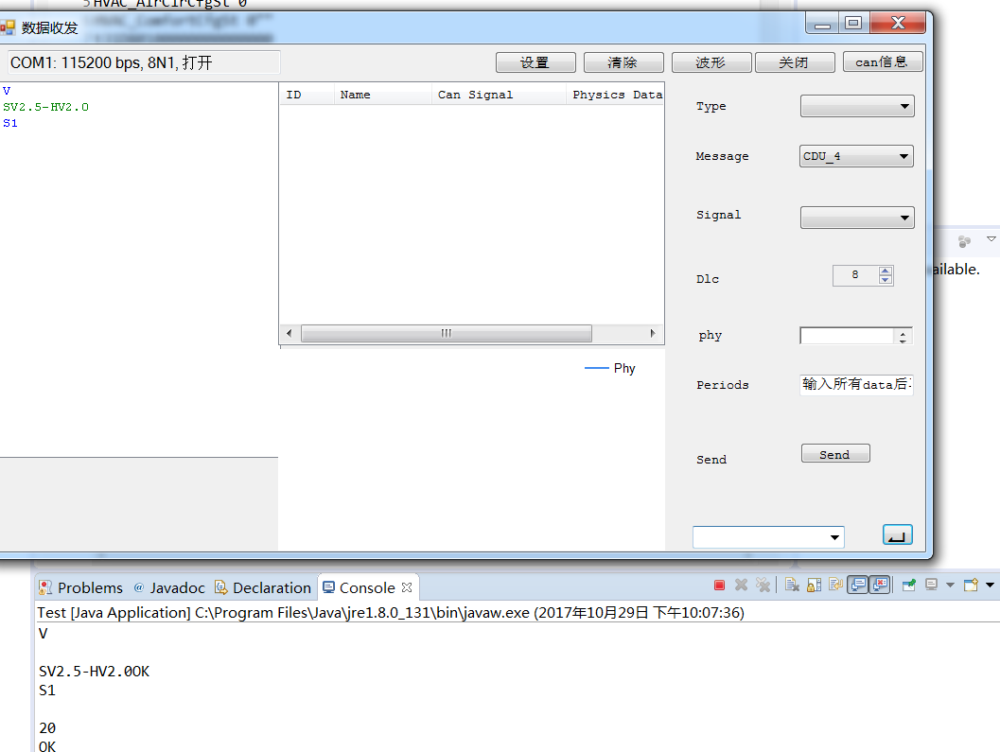 5HVAC_AirCirCfgSt 0
HVAC_ComfortCfgSt 0""
数据收发
COM1: 115200 bps, 8N1, 打开
设置 清除 波形 关闭 can信息
V
SV2.5-HV2.0
S1
ID Name Can Signal Physics Data
Type
Message CDU_4
Signal
Dlc 8
phy
Phy
Periods 输入所有data后
Send Send
ailable.
Problems @ Javadoc Declaration Console
Test [Java Application] C:\Program Files\Java\jre1.8.0_131\bin\javaw.exe (2017年10月29日 下午10:07:36)
V
SV2.5-HV2.0OK
S1
20
OK